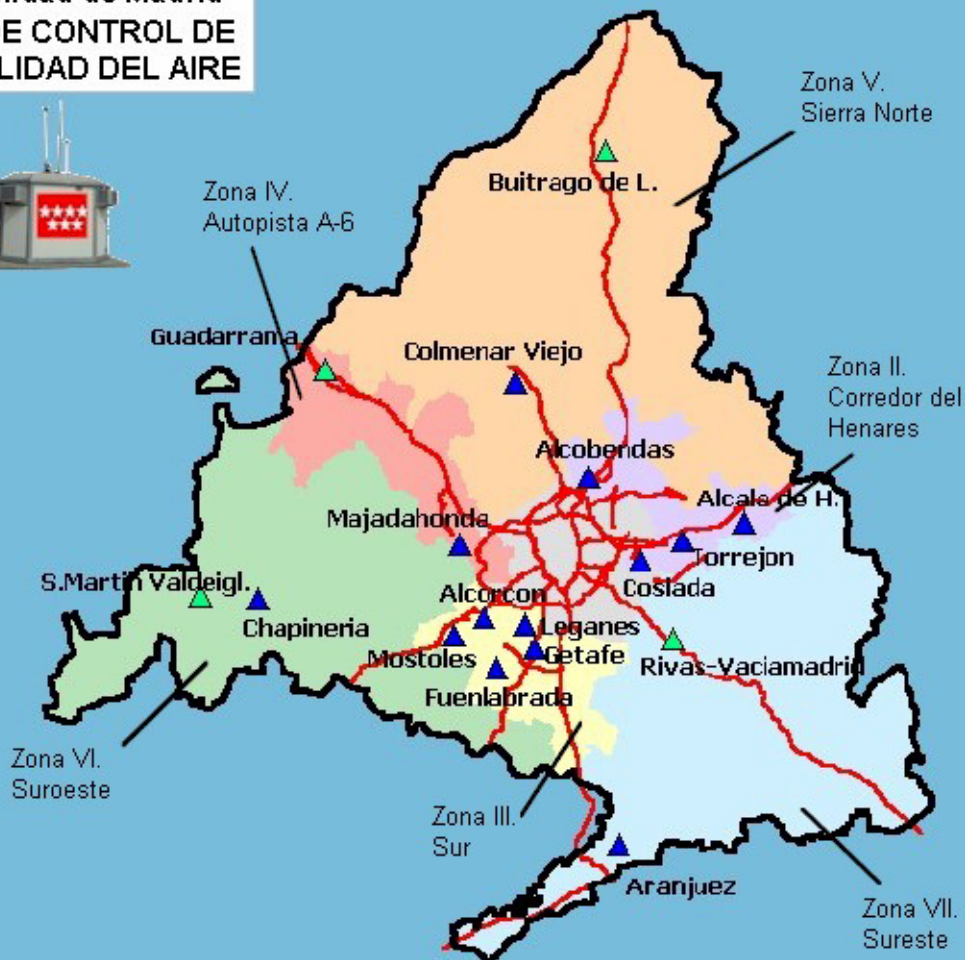 de Madrid
E CONTROL DE
LIDAD DEL AIRE
Zona V.
Sierra Norte
Buitrago de L.
Zona IV.
Autopista A-6
Guadarrama
Colmenar Viejo
Zona II.
Corredor del
Henares
Alcobendas
Alcala de H.
Majadahonda
Torrejon
S.Martin Valdeigl.
Coslada
Alcorcon
Chapineria
Leganes
Mostoles
Getafe
Rivas-Vaciamadrid
Fuenlabrada
Zona VI.
Suroeste
Zona III.
Sur
Aranjuez
Zona VII.
Sureste